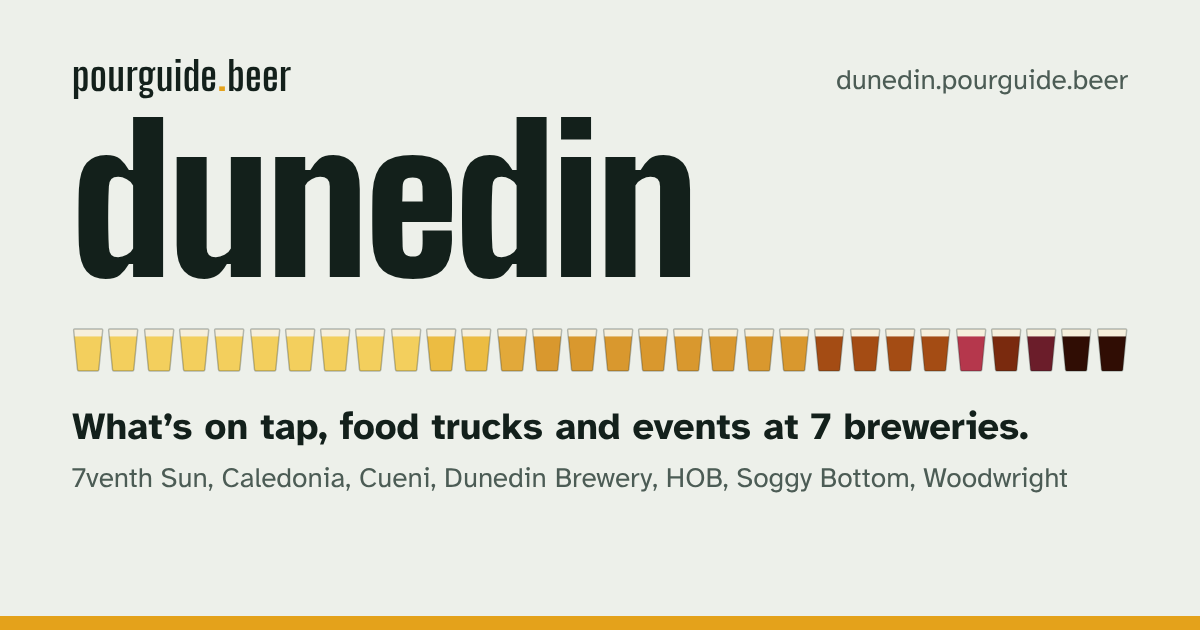 pourguide.beer
dunedin.pourguide.beer
dunedin
What’s on tap, food trucks and events at 7 breweries.
7venth Sun, Caledonia, Cueni, Dunedin Brewery, HOB, Soggy Bottom, Woodwright